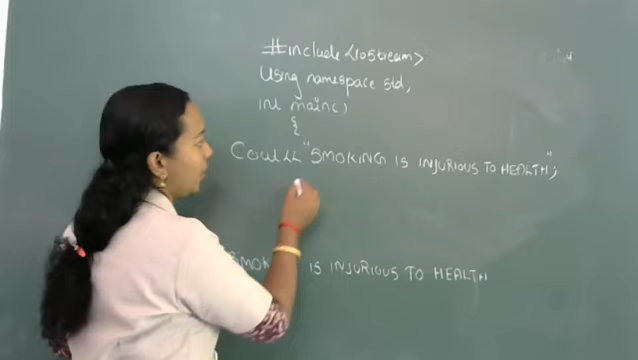 #include<iostream>
Using namespace std;
int main()
{
Cout<<"SMOKING IS INJURIOUS TO HEALTH";
SMOK IS INJURIOUS TO HEALTH